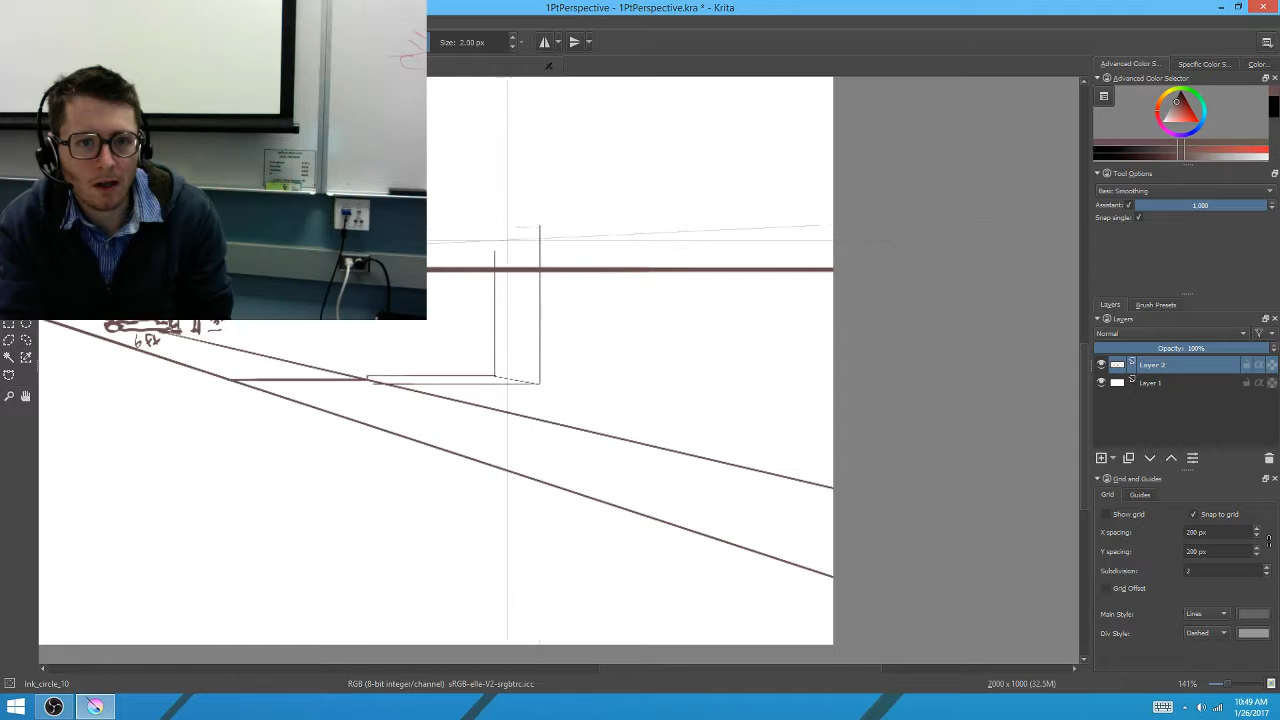 1PtPerspective - 1PtPerspective.kra * - Krita
Size: 2.00 px
Advanced Color S...
Specific Color S...
Color...
Advanced Color Selector
Tool Options
Basic Smoothing
Assistant: ✓
1.000
Snap single: ✓
Layers
Brush Presets
Layers
Normal
Opacity: 100%
Layer 2
Layer 1
Grid and Guides
Grid
Guides
Show grid
Snap to grid
X spacing:
200 px
Y spacing:
200 px
Subdivision:
2
Grid Offset
Main Style:
Lines
Div Style:
Dashed
6 ft
Ink_circle_10
RGB (8-bit integer/channel) sRGB-elle-V2-srgbtrc.icc
2000 x 1000 (32.5M)
141%
10:49 AM
1/26/2017